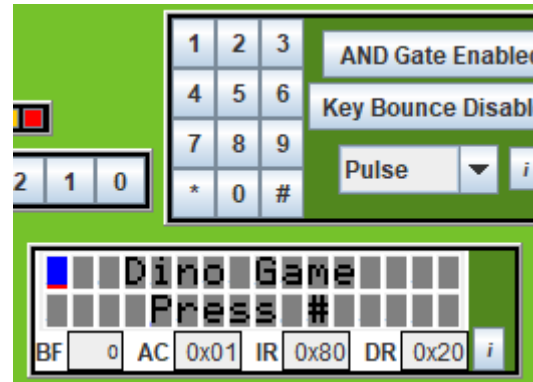 1 2 3
AND Gate Enabled
4 5 6
Key Bounce Disabl
7 8 9
Pulse
i
* 0 #
2 1 0
Dino Game
Press #
BF 0 AC 0x01 IR 0x80 DR 0x20 i